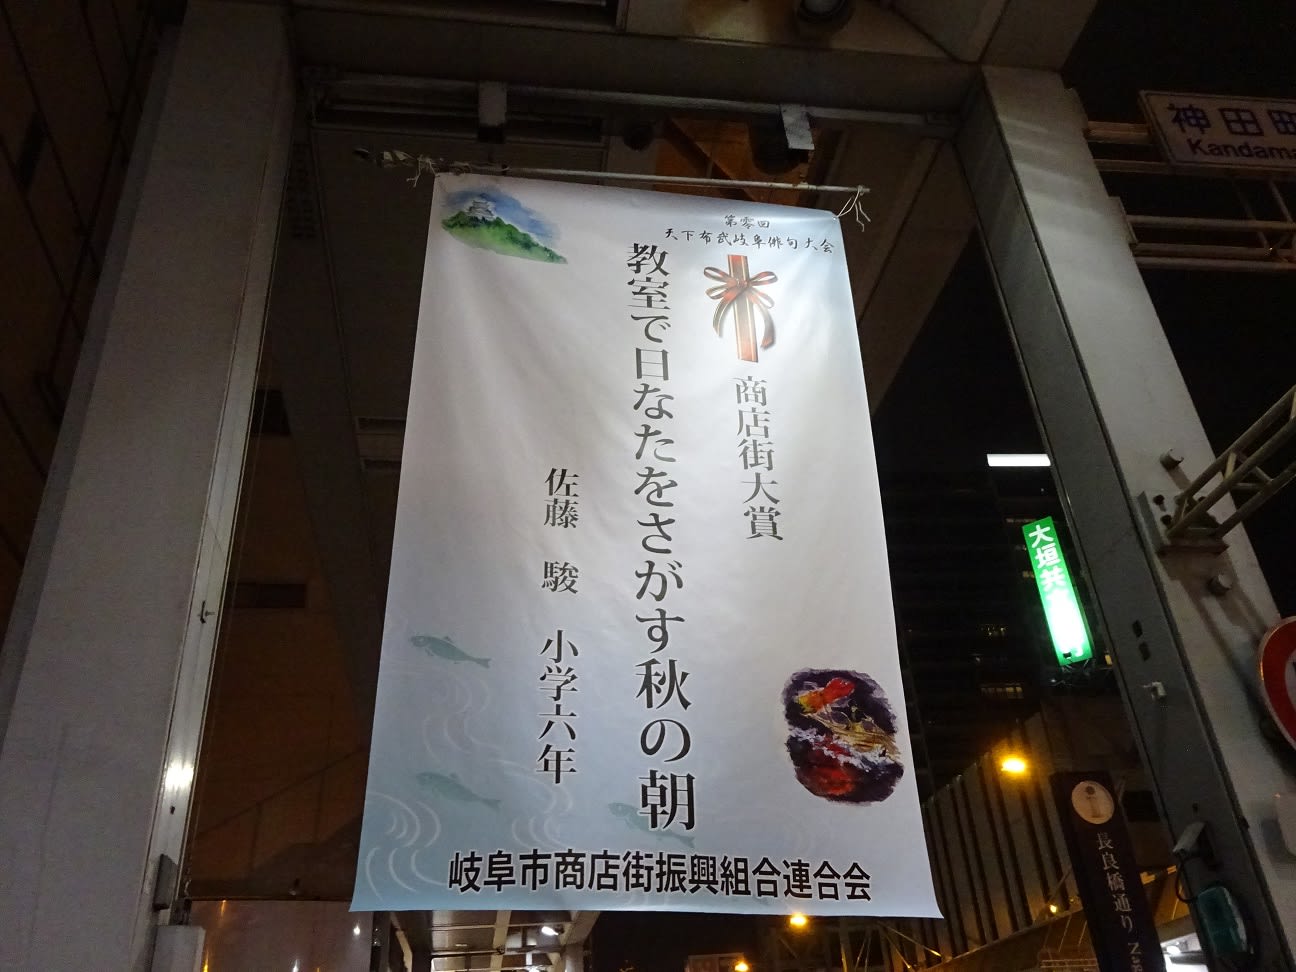 第零回
天下布武岐阜俳句大会
商店街大賞
教室で日なたをさがす秋の朝
佐藤 駿 小学六年
岐阜市商店街振興組合連合会
神田町
Kandama
大垣共
長良橋通り